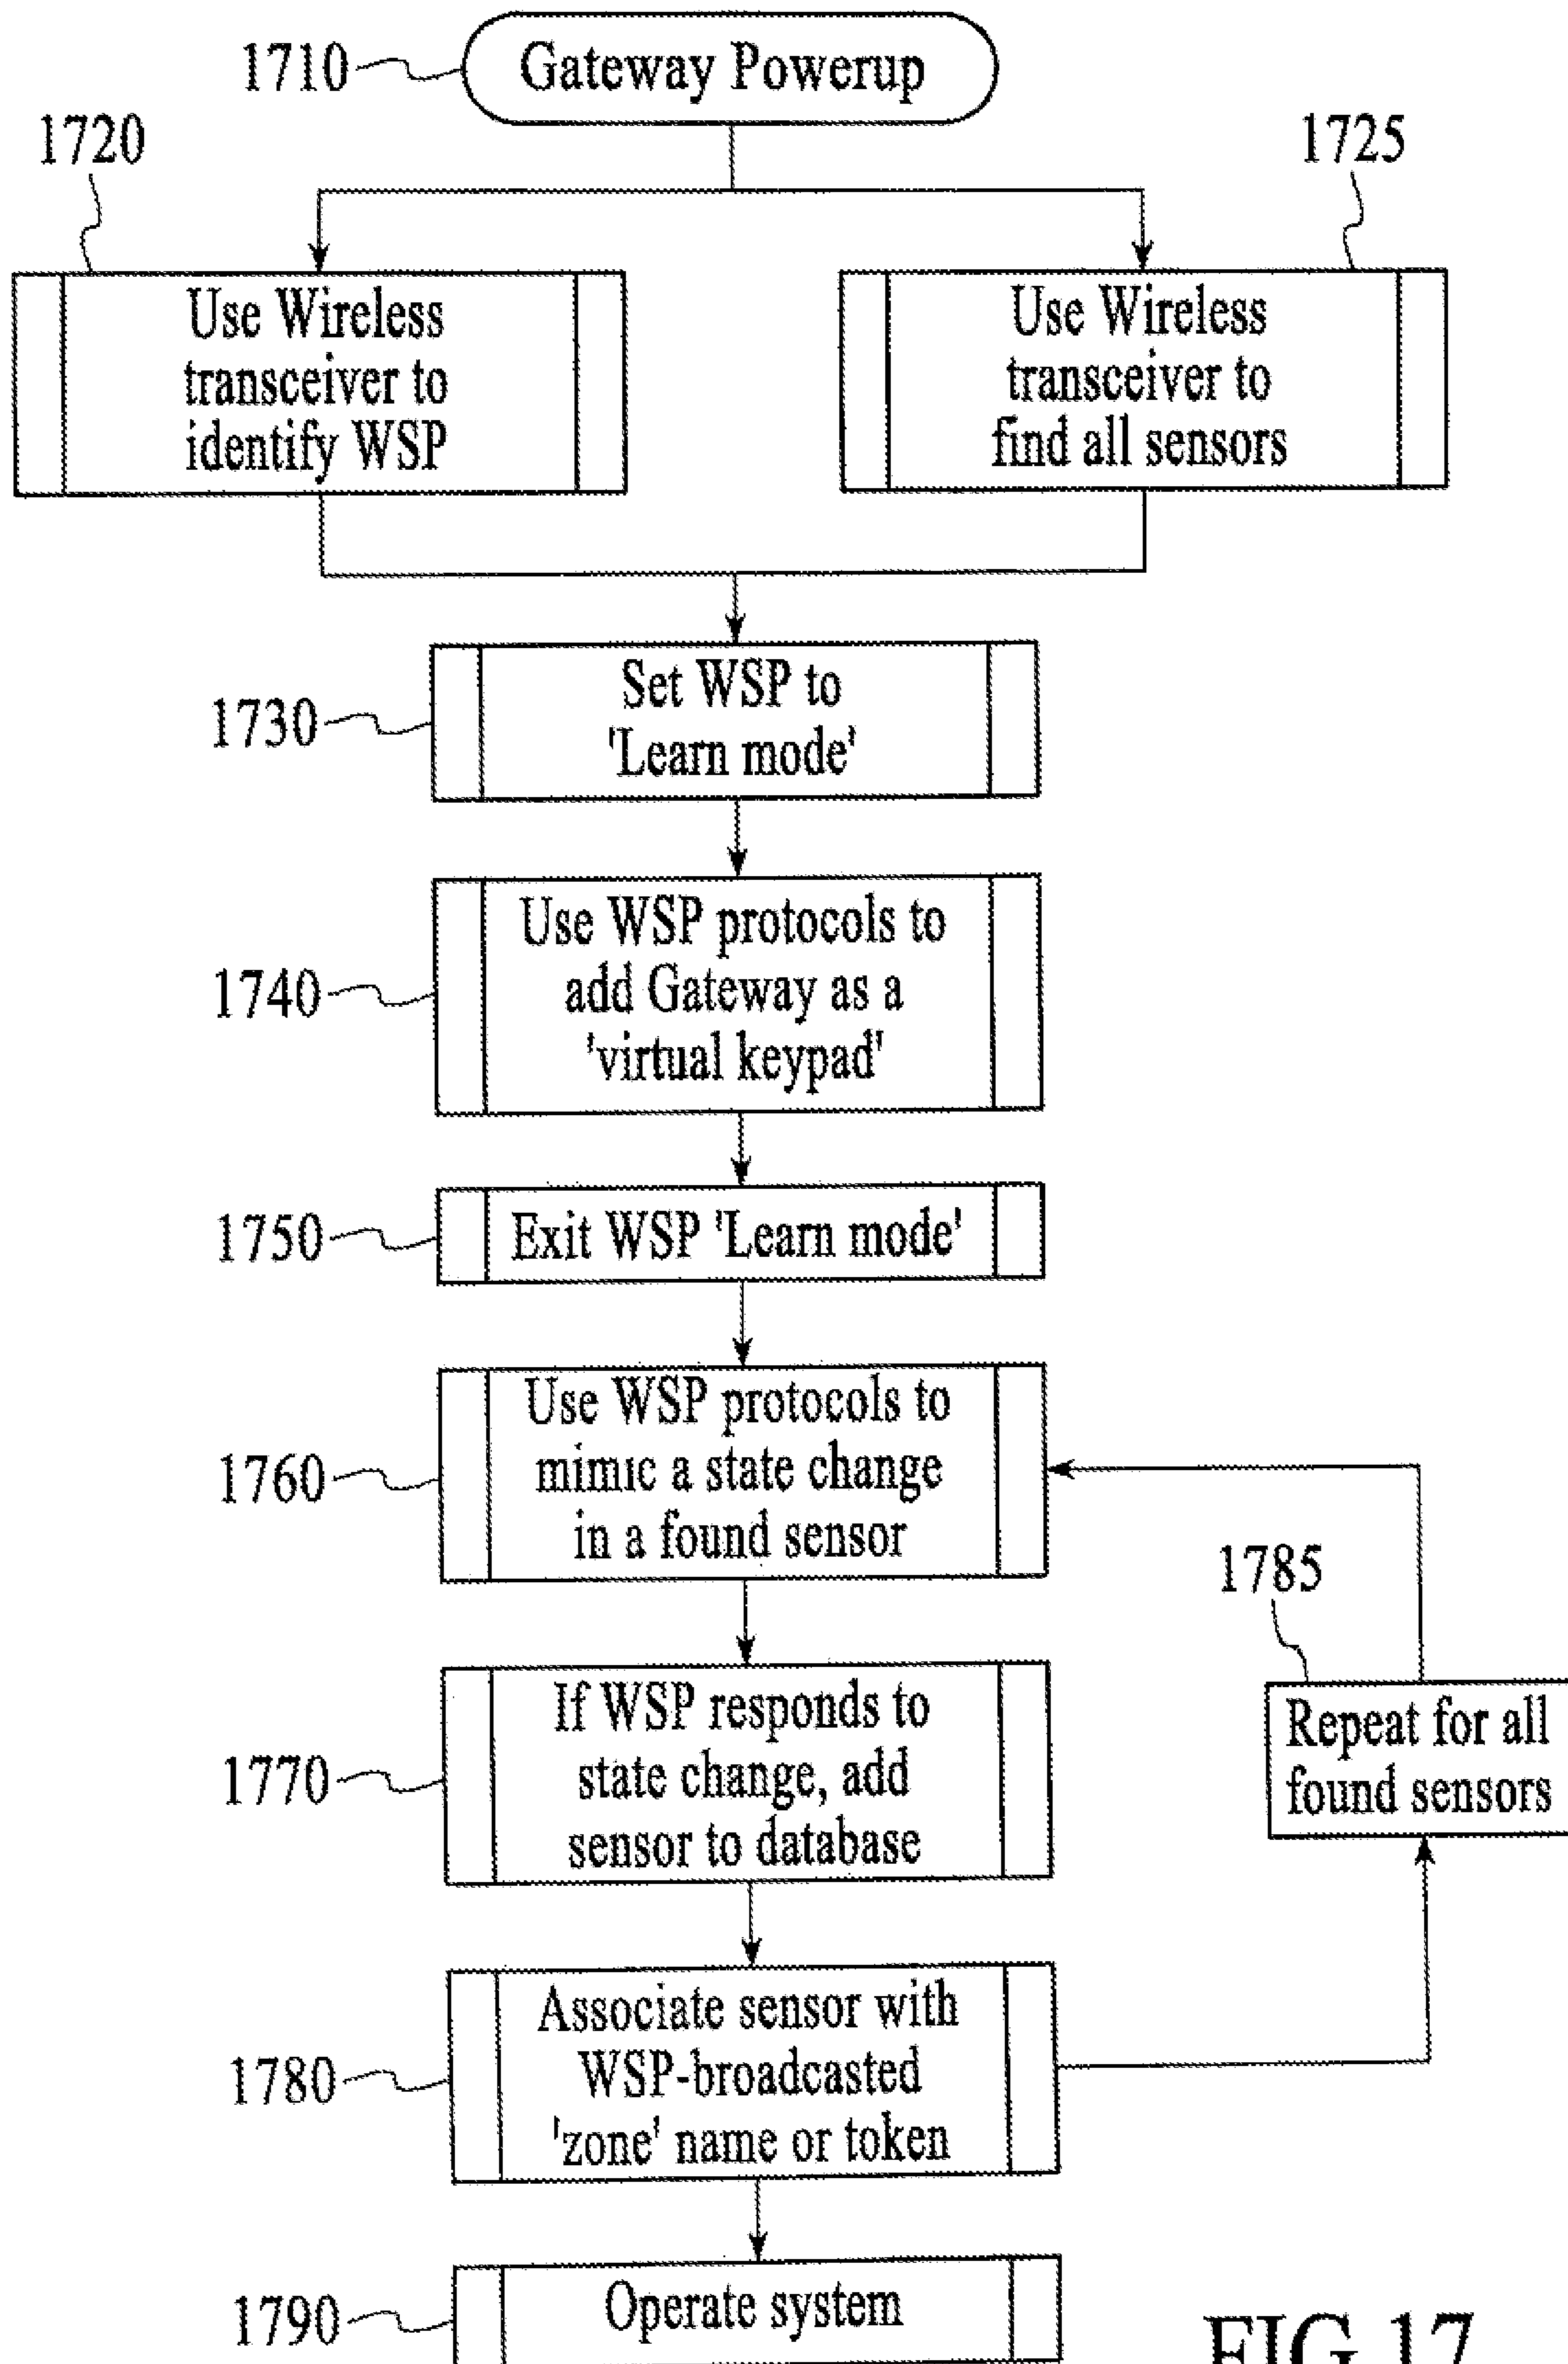 1710
Gateway Powerup
1720
1725
Use Wireless
transceiver to
identify WSP
Use Wireless
transceiver to
find all sensors
1730
Set WSP to
'Learn mode'
1740
Use WSP protocols to
add Gateway as a
'virtual keypad'
1750
Exit WSP 'Learn mode'
1760
Use WSP protocols to
mimic a state change
in a found sensor
1785
Repeat for all
found sensors
1770
If WSP responds to
state change, add
sensor to database
1780
Associate sensor with
WSP-broadcasted
'zone' name or token
1790
Operate system
FIG.17